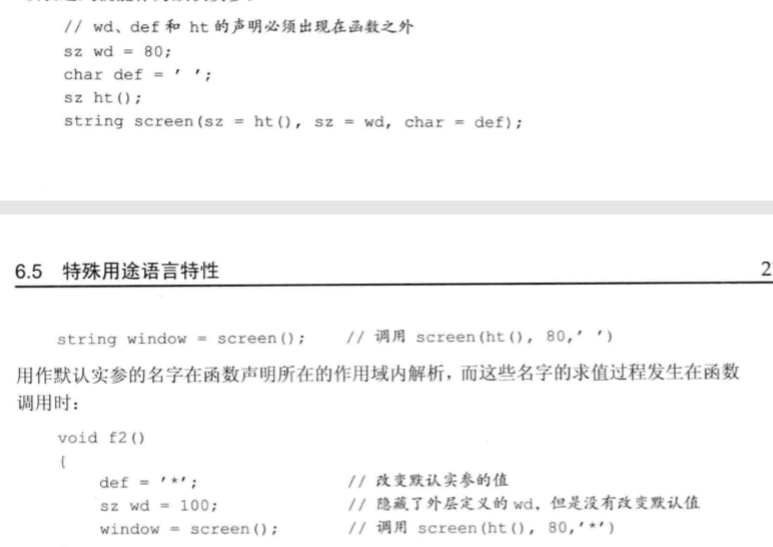 // wd、def 和 ht 的声明必须出现在函数之外
sz wd = 80;
char def = ' ';
sz ht();
string screen(sz = ht(), sz = wd, char = def);
6.5 特殊用途语言特性
string window = screen(); // 调用 screen(ht(), 80,' ')
用作默认实参的名字在函数声明所在的作用域内解析，而这些名字的求值过程发生在函数
调用时：
void f2()
{
def = '*'; // 改变默认实参的值
sz wd = 100; // 隐藏了外层定义的 wd，但是没有改变默认值
window = screen(); // 调用 screen(ht(), 80,'*')